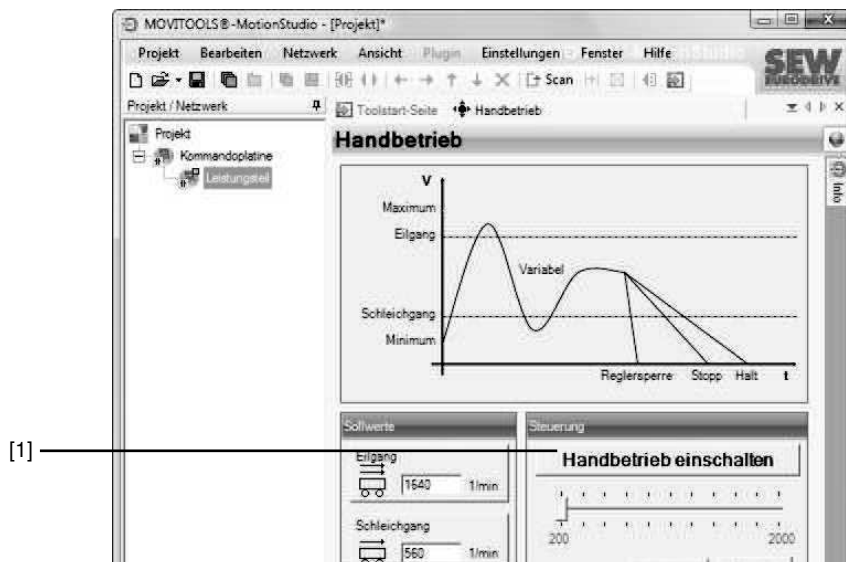 MOVITOOLS®-MotionStudio - [Projekt]*
Projekt Bearbeiten Netzwerk Ansicht Plugin Einstellungen Fenster Hilfe
SEW
EURODRIVE
Scan
Projekt / Netzwerk
Toolstart-Seite Handbetrieb
Projekt
Kommandoplatine
Leistungsteil
Handbetrieb
Info
V
Maximum
Eilgang
Variabel
Schleichgang
Minimum
Reglersperre Stopp Halt t
Sollwerte
Steuerung
[1]
Eilgang
1640 1/min
Handbetrieb einschalten
Schleichgang
560 1/min
200 2000